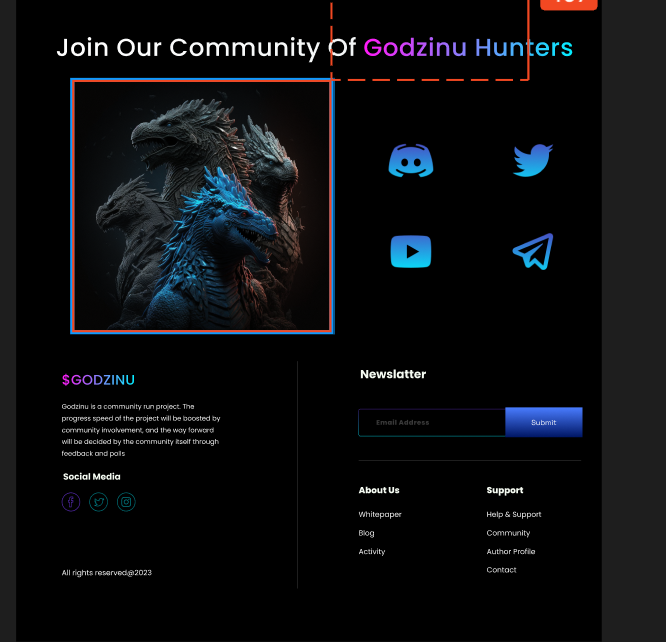 Join Our Community Of Godzinu Hunters
$GODZINU
Godzinu is a community run project. The
progress speed of the project will be boosted by
community involvement, and the way forward
will be decided by the community itself through
feedback and polls
Social Media
All rights reserved@2023
Newslatter
Email Address
Submit
About Us
Whitepaper
Blog
Activity
Support
Help & Support
Community
Author Profile
Contact